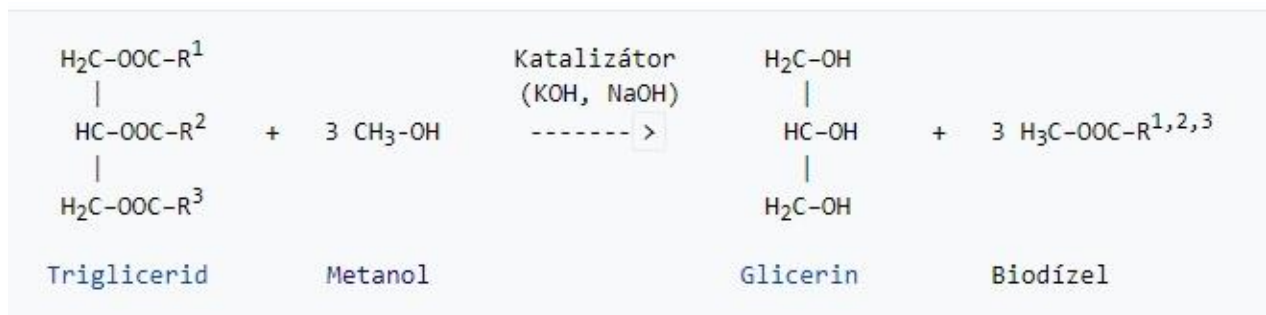 H₂C–OOC–R¹ Katalizátor H₂C–OH
| (KOH, NaOH) |
HC–OOC–R² + 3 CH₃-OH -------> HC–OH + 3 H₃C–OOC–R¹,²,³
| |
H₂C–OOC–R³ H₂C–OH
Triglicerid Metanol Glicerin Biodízel